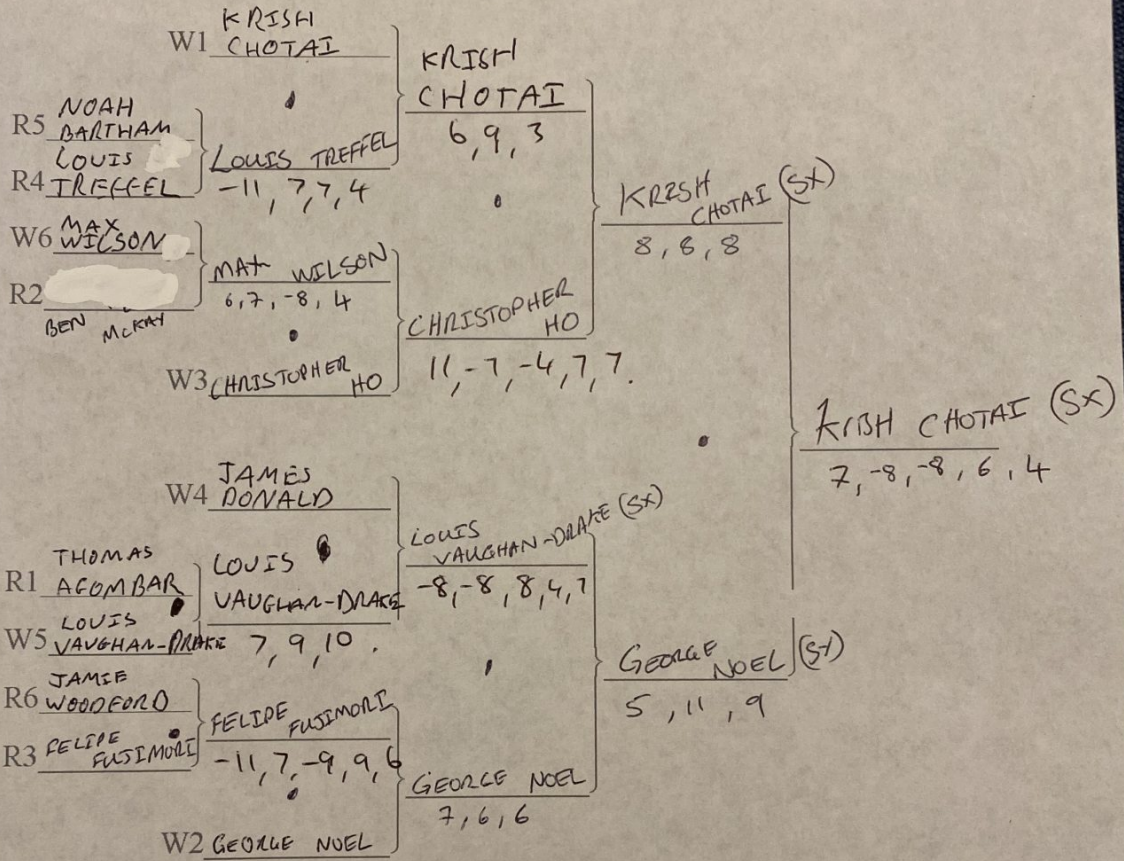 W1 KRISH
CHOTAI
KRISH
CHOTAI
6, 9, 3
R5 NOAH
BARTHAM
R4 LOUIS
TREFFEL
LOUIS TREFFEL
-11, 7, 7, 4
KRISH
CHOTAI (SX)
8, 8, 8
W6 MAX
WILSON
R2
BEN McKAY
MAX WILSON
6, 7, -8, 4
CHRISTOPHER
HO
11, -7, -4, 7, 7.
W3 CHRISTOPHER
HO
KRISH CHOTAI (SX)
7, -8, -8, 6, 4
W4 JAMES
DONALD
LOUIS
VAUGHAN-DRAKE (SX)
-8, -8, 8, 4, 7
R1 THOMAS
AGOMBAR
W5 LOUIS
VAUGHAN-DRAKE
LOUIS
VAUGHAN-DRAKE
7, 9, 10.
GEORGE
NOEL (SX)
5, 11, 9
R6 JAMIE
WOODFORD
R3 FELIPE
FUJIMORI
FELIPE
FUJIMORI
-11, 7, -9, 9, 6
GEORGE NOEL
7, 6, 6
W2 GEORGE NOEL